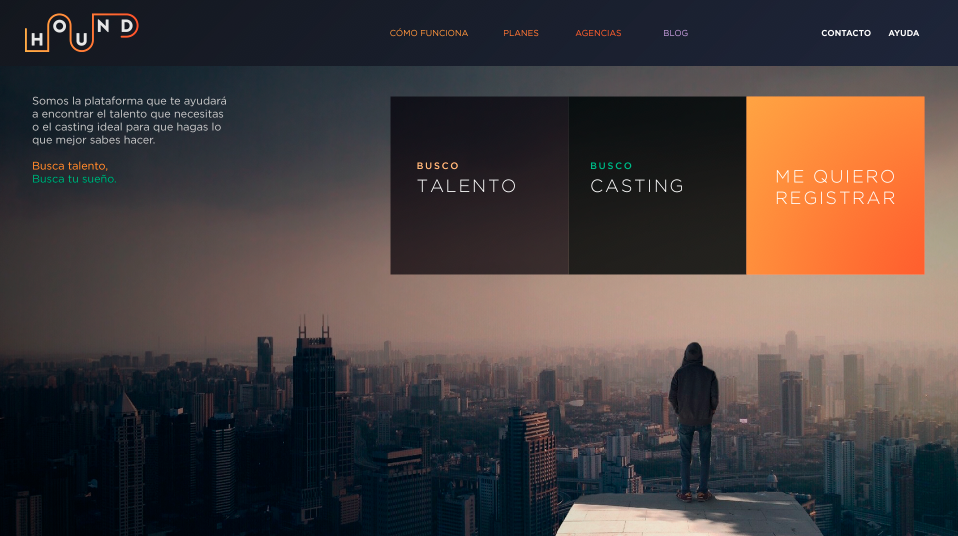 HOUND
CÓMO FUNCIONA
PLANES
AGENCIAS
BLOG
CONTACTO
AYUDA
Somos la plataforma que te ayudará
a encontrar el talento que necesitas
o el casting ideal para que hagas lo
que mejor sabes hacer.
Busca talento,
Busca tu sueño.
BUSCO
TALENTO
BUSCO
CASTING
ME QUIERO
REGISTRAR